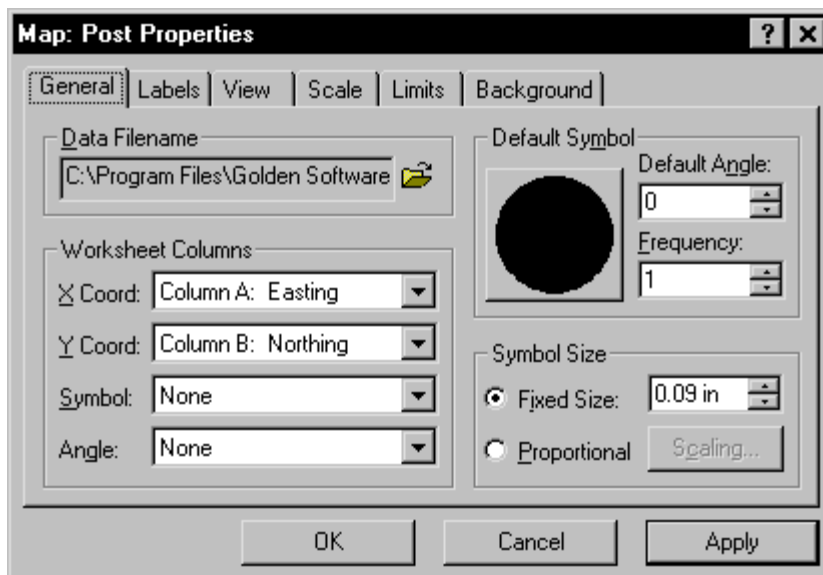 Map: Post Properties
General Labels View Scale Limits Background
Data Filename
C:\Program Files\Golden Software
Worksheet Columns
X Coord: Column A: Easting
Y Coord: Column B: Northing
Symbol: None
Angle: None
Default Symbol
Default Angle:
0
Frequency:
1
Symbol Size
Fixed Size: 0.09 in
Proportional Scaling...
OK Cancel Apply